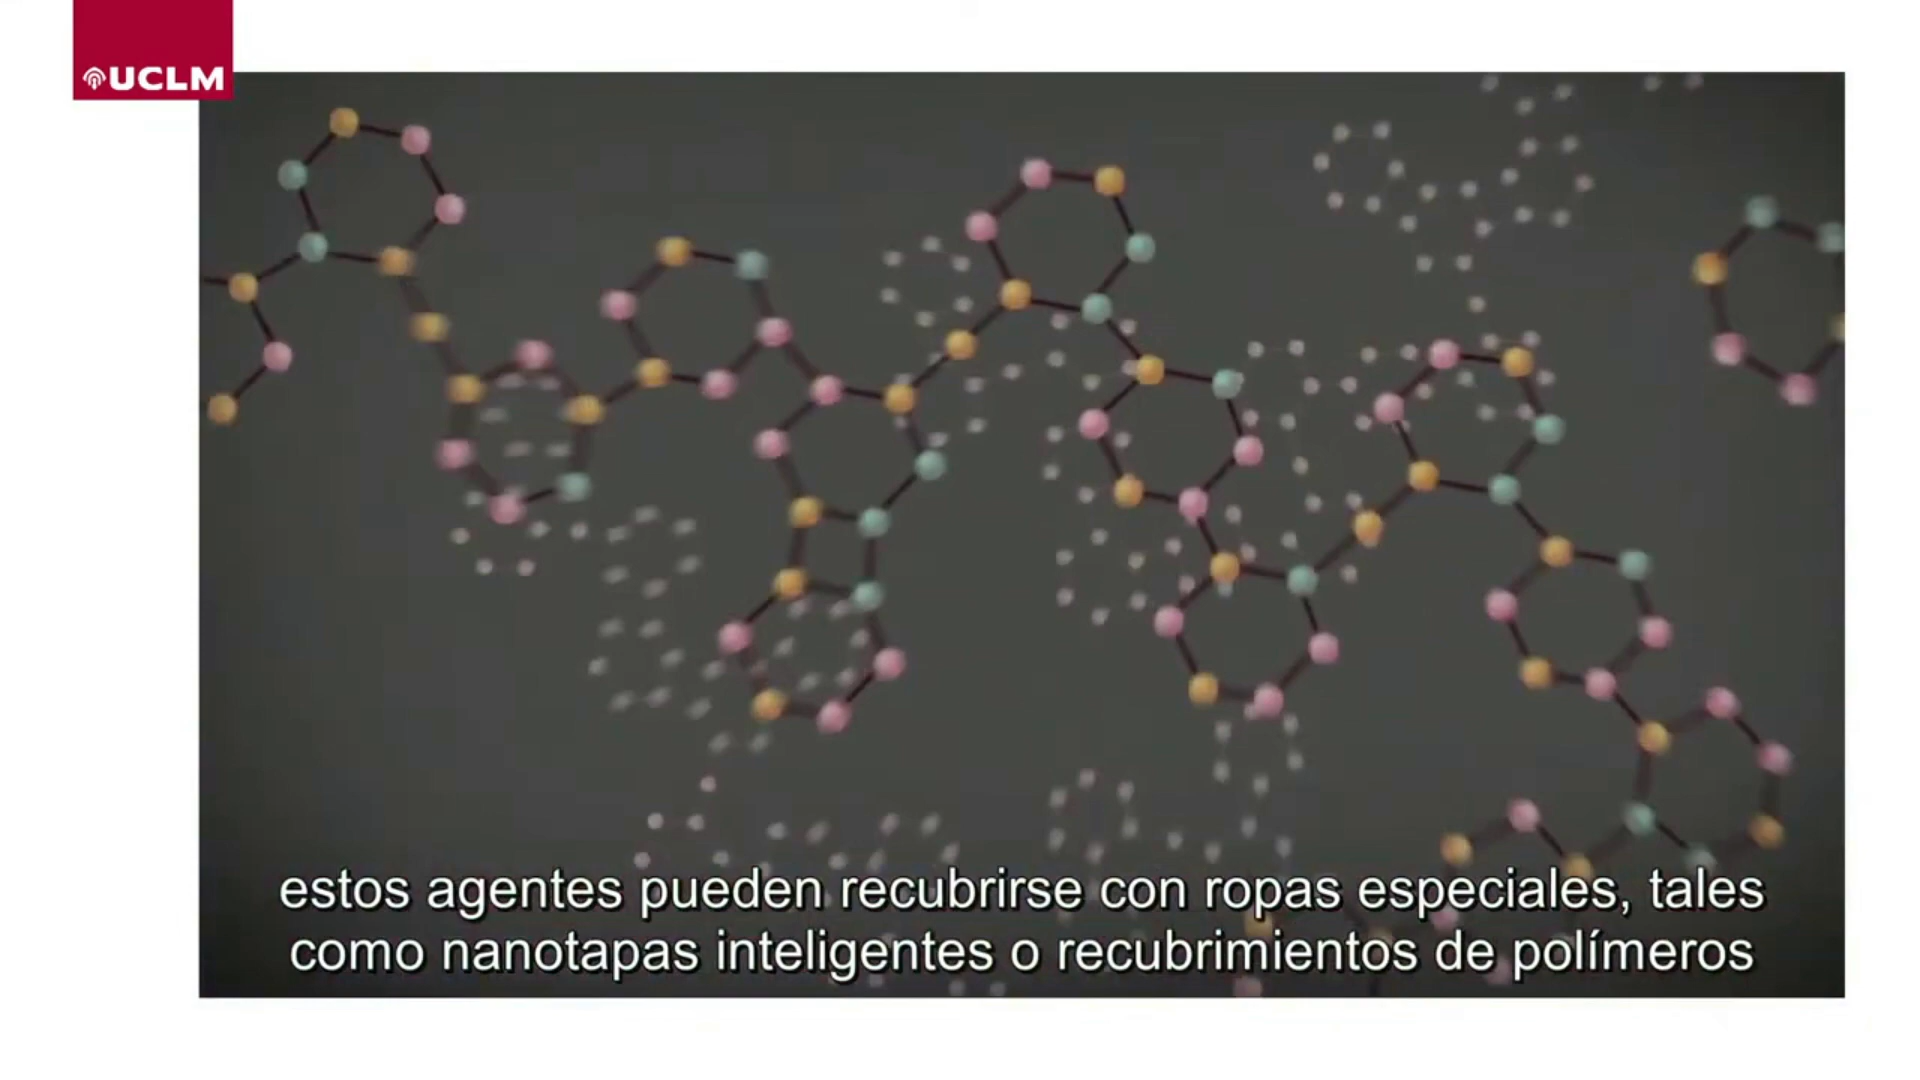 UCLM
estos agentes pueden recubrirse con ropas especiales, tales
como nanotapas inteligentes o recubrimientos de polímeros